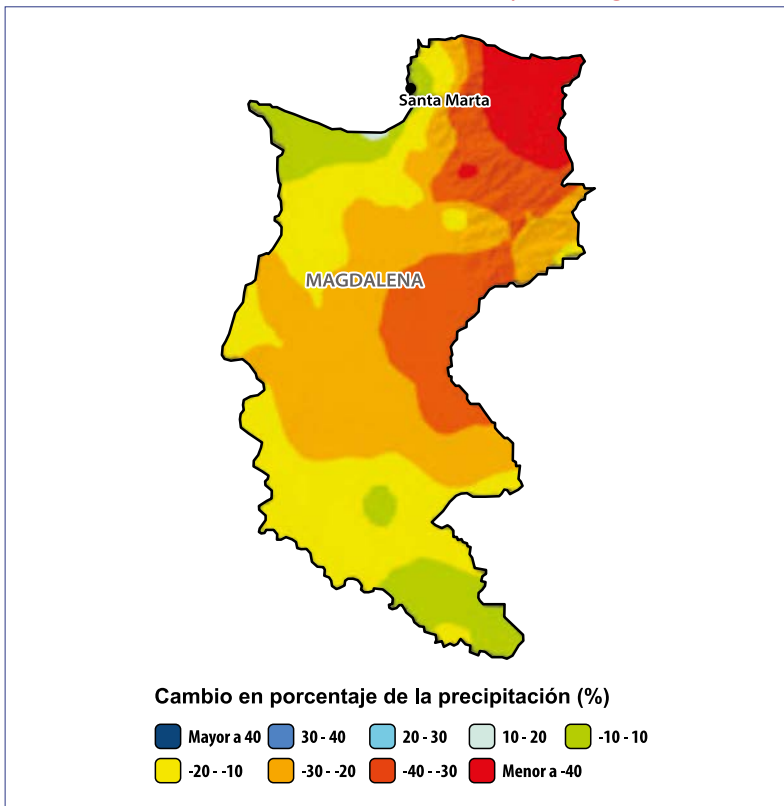 Santa Marta
MAGDALENA
Cambio en porcentaje de la precipitación (%)
Mayor a 40 30 - 40 20 - 30 10 - 20 -10 - 10
-20 - -10 -30 - -20 -40 - -30 Menor a -40